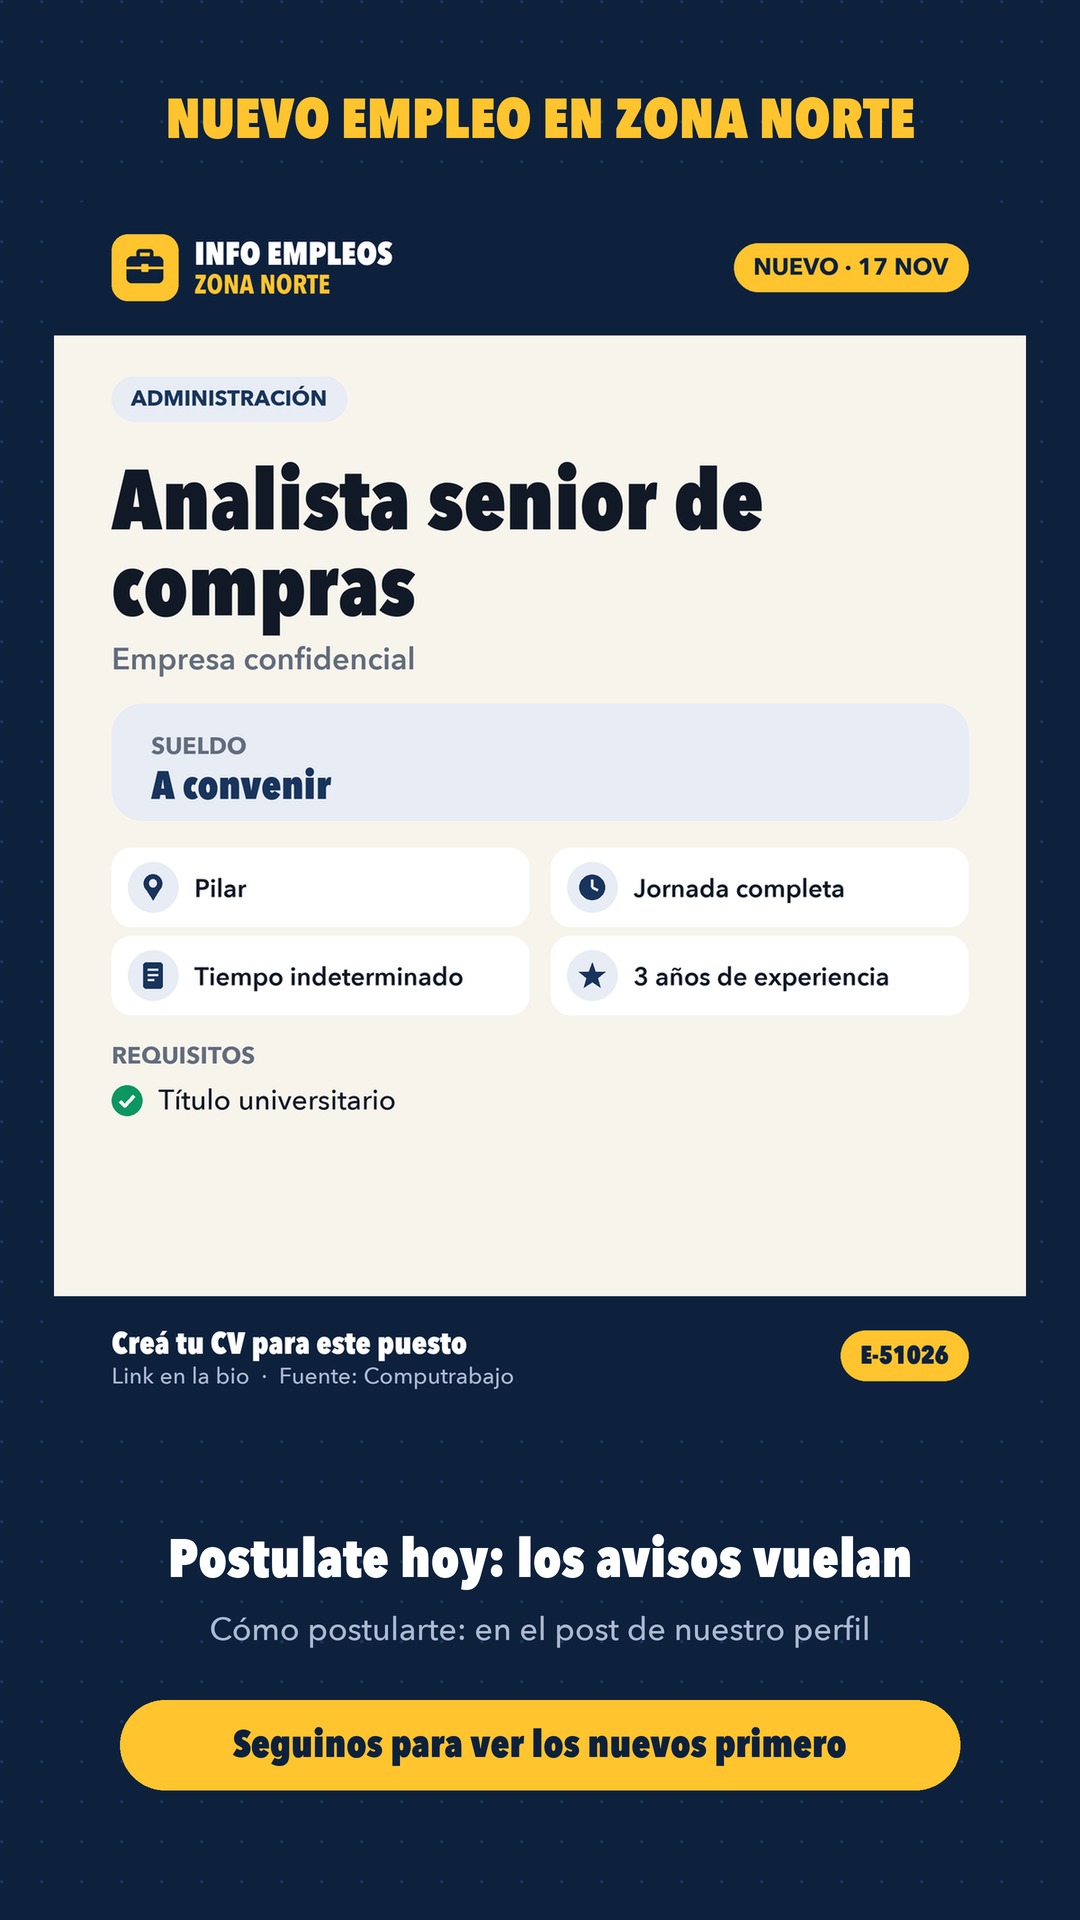 NUEVO EMPLEO EN ZONA NORTE
INFO EMPLEOS
ZONA NORTE
NUEVO · 17 NOV
ADMINISTRACIÓN
Analista senior de
compras
Empresa confidencial
SUELDO
A convenir
Pilar
Jornada completa
Tiempo indeterminado
3 años de experiencia
REQUISITOS
Título universitario
Creá tu CV para este puesto
Link en la bio · Fuente: Computrabajo
E-51026
Postulate hoy: los avisos vuelan
Cómo postularte: en el post de nuestro perfil
Seguinos para ver los nuevos primero